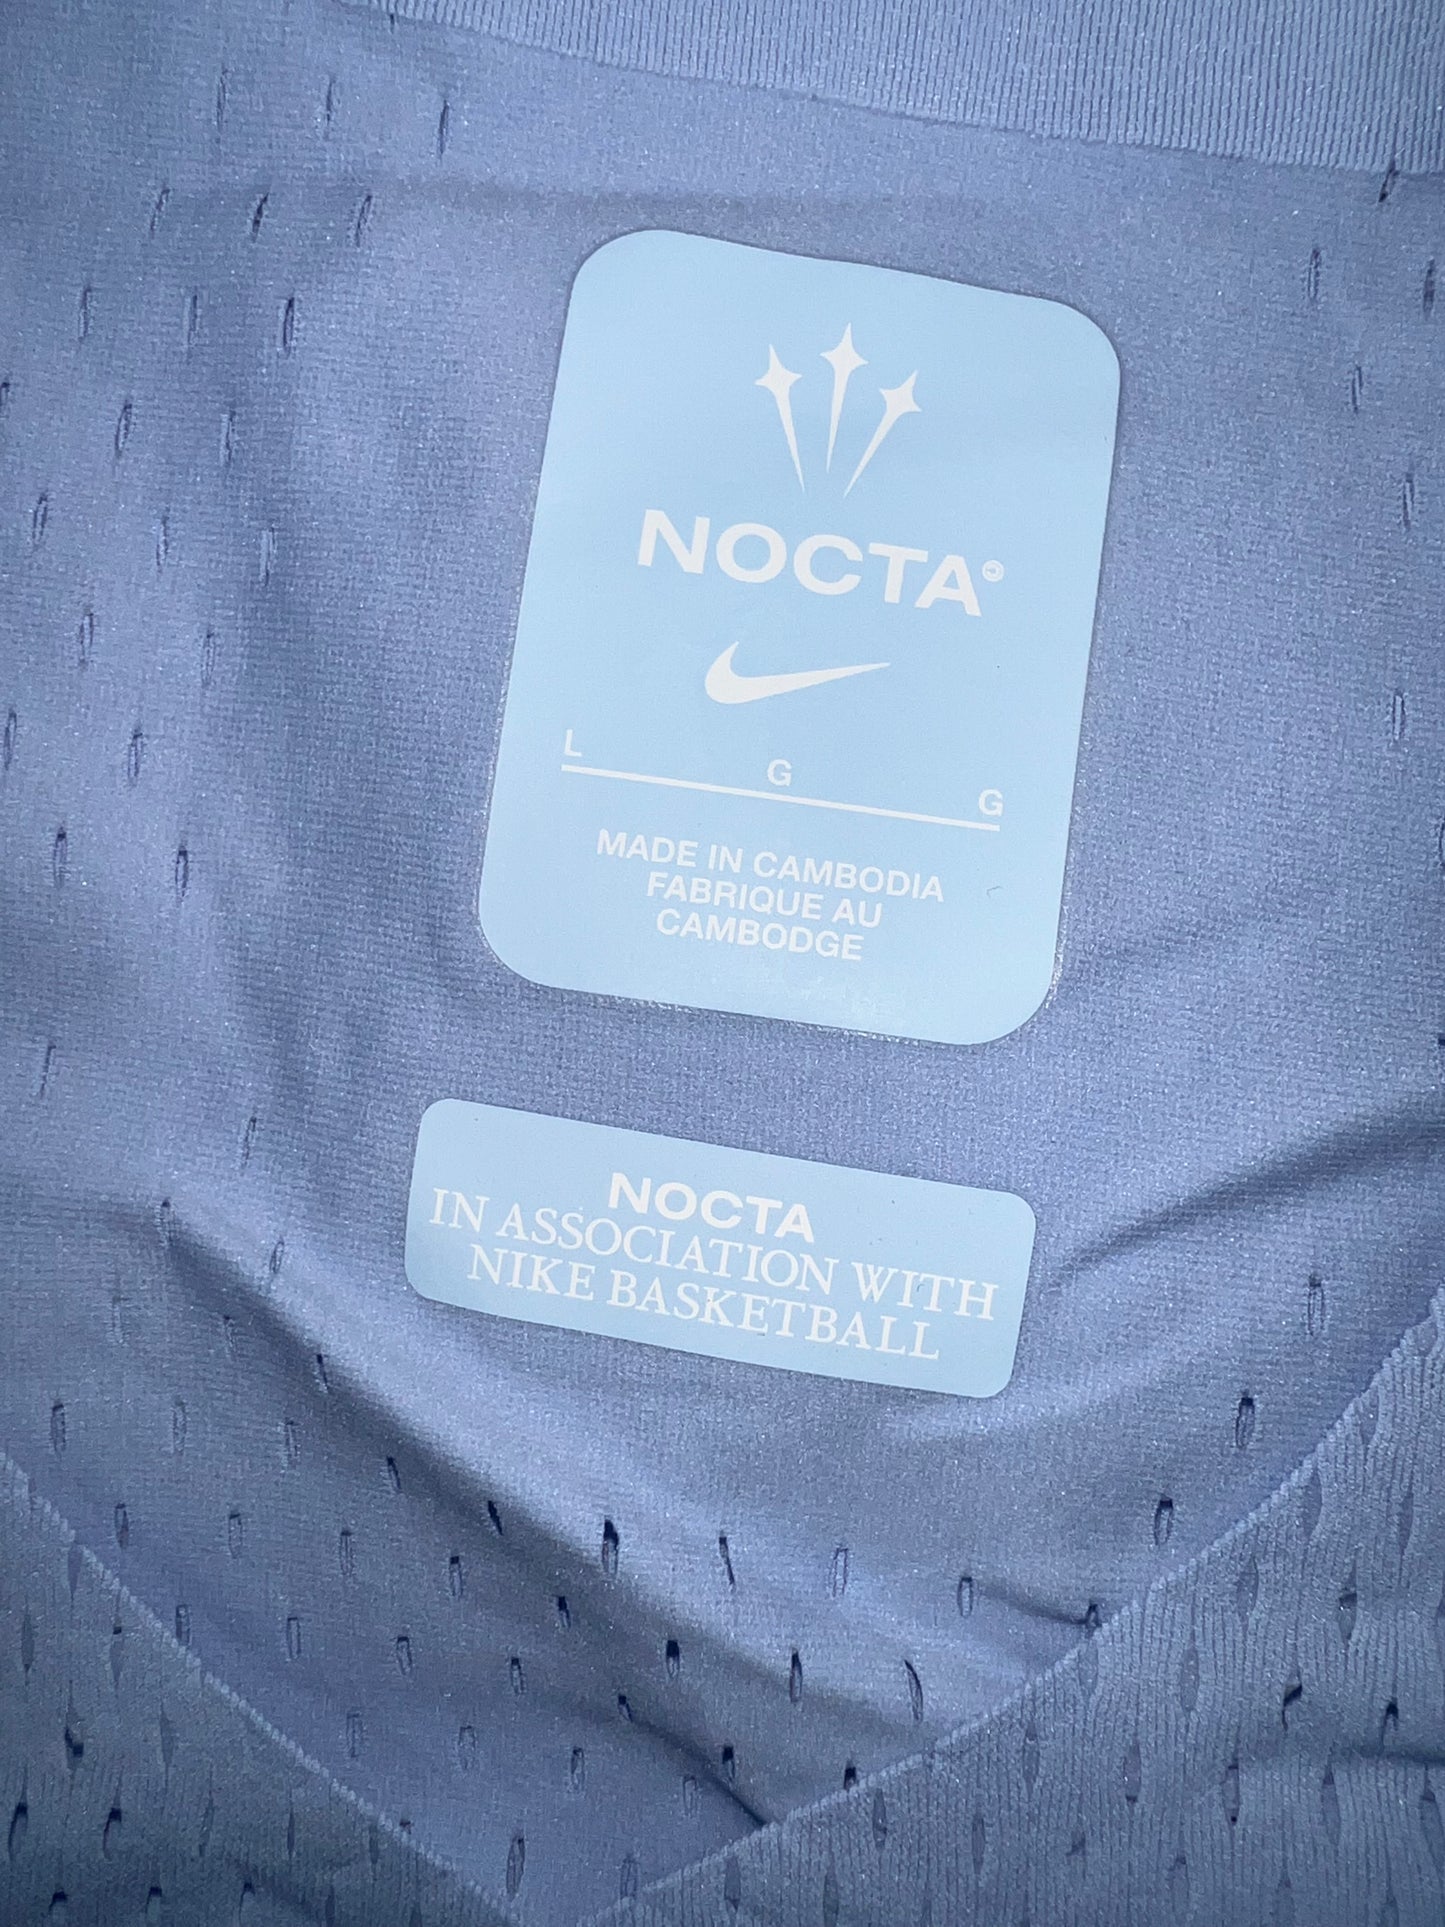 NOCTA
L G G
MADE IN CAMBODIA
FABRIQUE AU
CAMBODGE
NOCTA
IN ASSOCIATION WITH
NIKE BASKETBALL